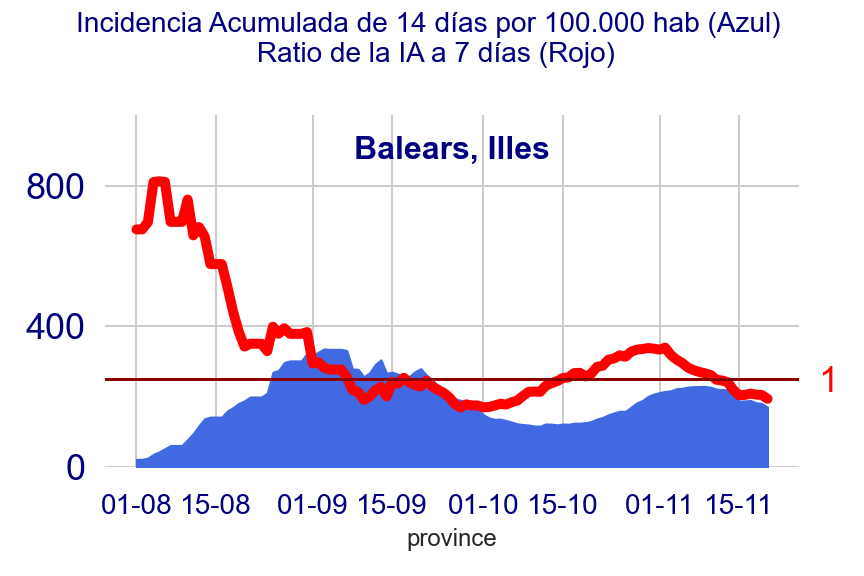 Incidencia Acumulada de 14 días por 100.000 hab (Azul)
Ratio de la IA a 7 días (Rojo)
Balears, Illes
800
400
0
1
01-08 15-08 01-09 15-09 01-10 15-10 01-11 15-11
province